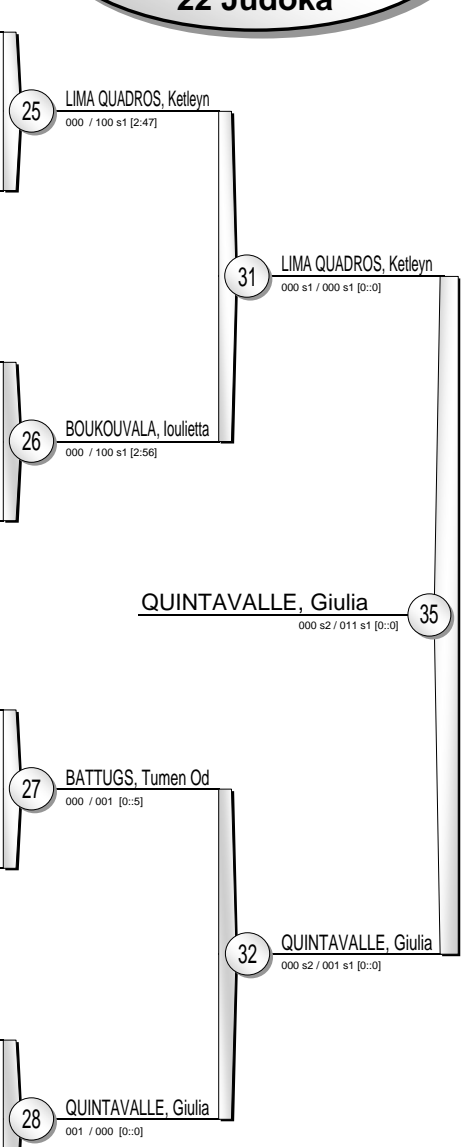 22 Judoka
25
LIMA QUADROS, Ketleyn
000 / 100 s1 [2:47]
31
LIMA QUADROS, Ketleyn
000 s1 / 000 s1 [0::0]
26
BOUKOUVALA, Ioulietta
000 / 100 s1 [2:56]
QUINTAVALLE, Giulia
000 s2 / 011 s1 [0::0]
35
27
BATTUGS, Tumen Od
000 / 001 [0::5]
32
QUINTAVALLE, Giulia
000 s2 / 001 s1 [0::0]
28
QUINTAVALLE, Giulia
001 / 000 [0::0]